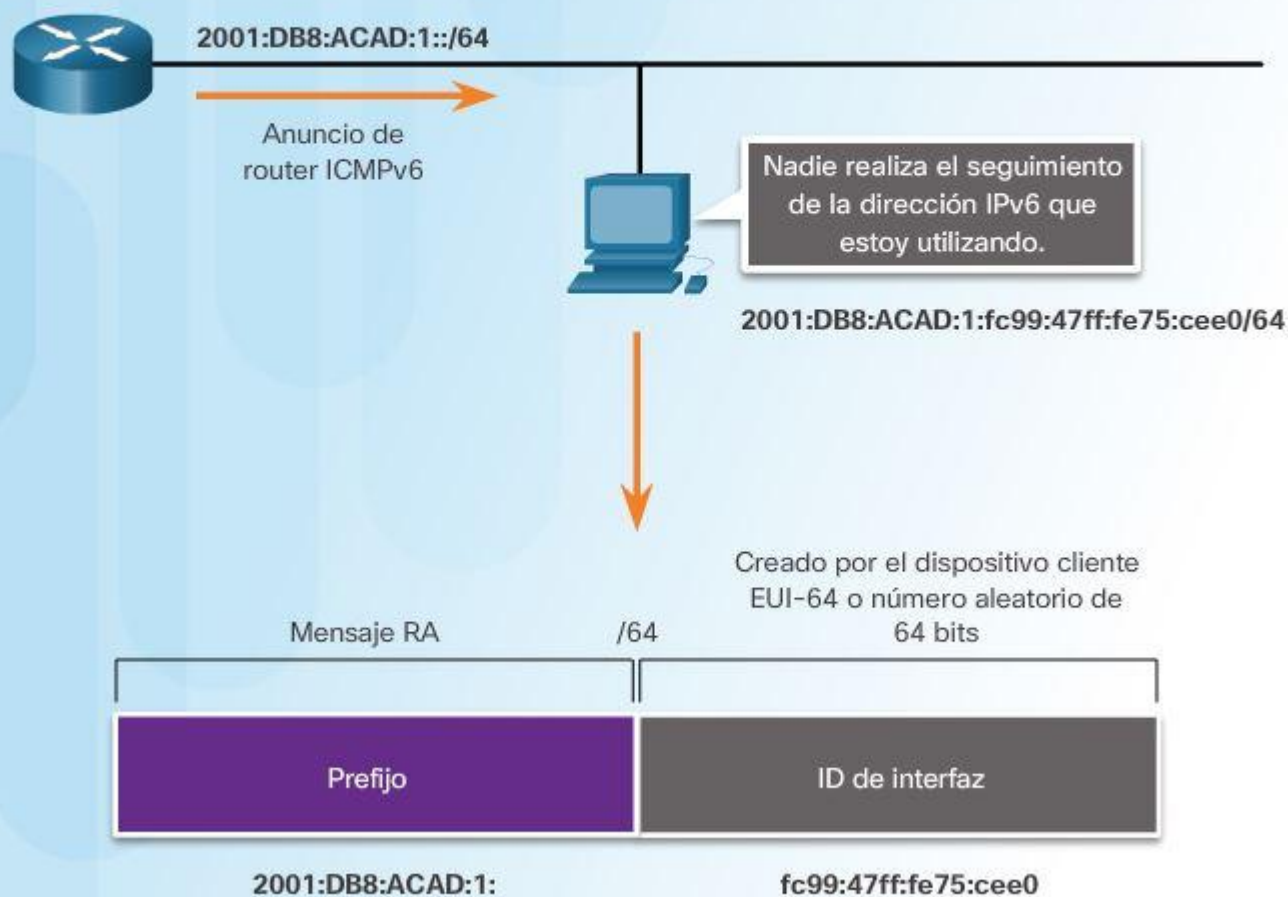 2001:DB8:ACAD:1::/64
Anuncio de
router ICMPv6
Nadie realiza el seguimiento
de la dirección IPv6 que
estoy utilizando.
2001:DB8:ACAD:1:fc99:47ff:fe75:cee0/64
Creado por el dispositivo cliente
EUI-64 o número aleatorio de
64 bits
Mensaje RA
/64
Prefijo
ID de interfaz
2001:DB8:ACAD:1:
fc99:47ff:fe75:cee0